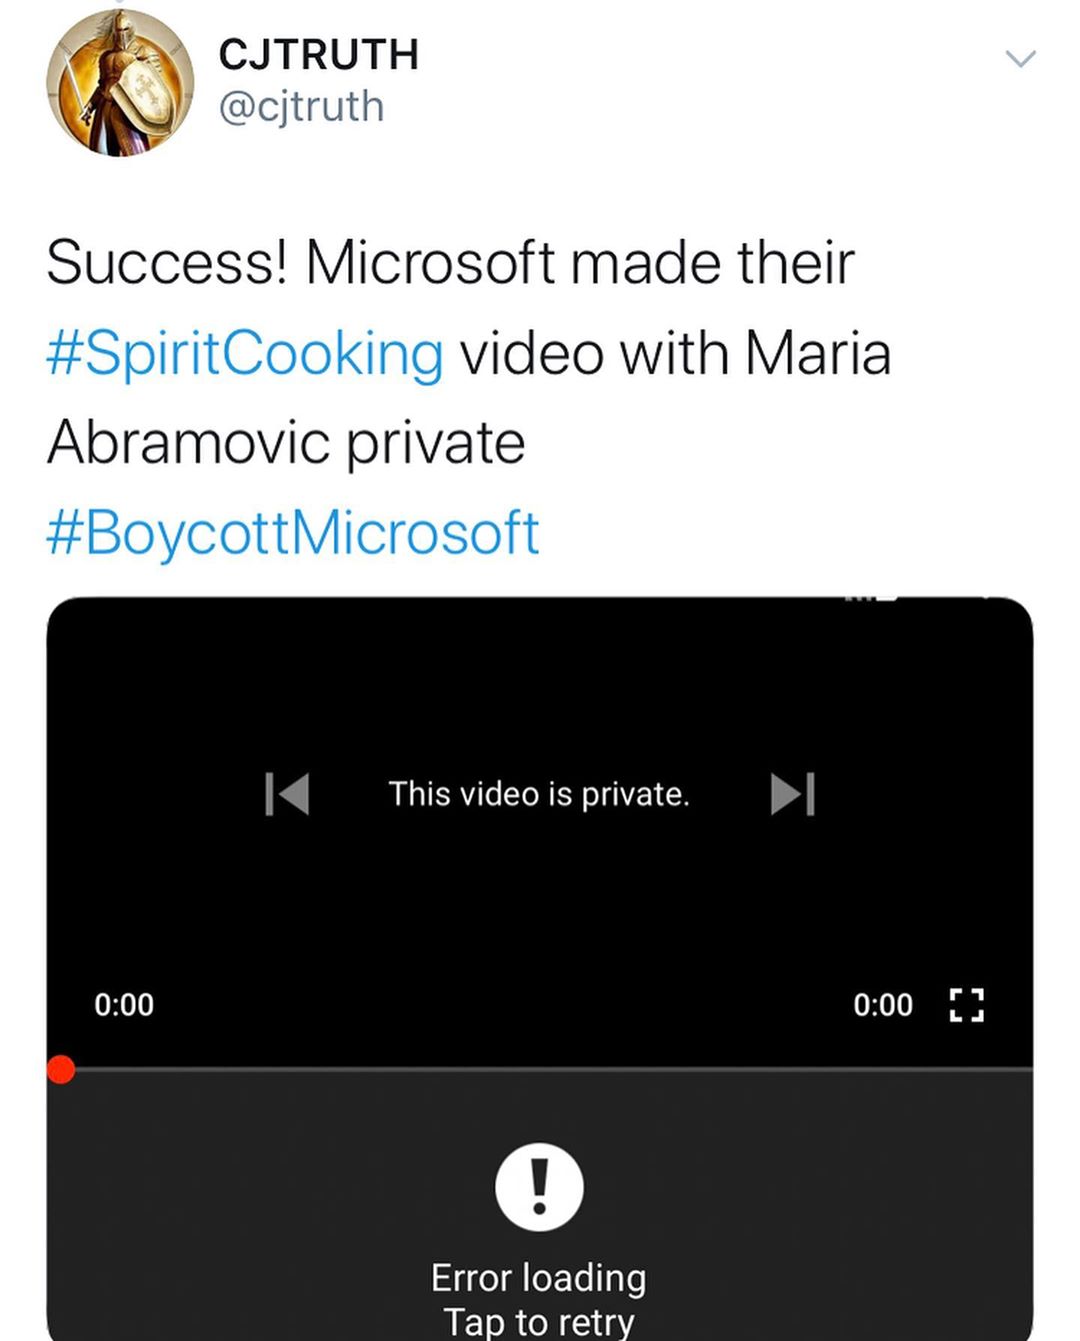 CJTRUTH
@cjtruth
Success! Microsoft made their
#SpiritCooking video with Maria
Abramovic private
#BoycottMicrosoft
This video is private.
0:00
0:00
Error loading
Tap to retry